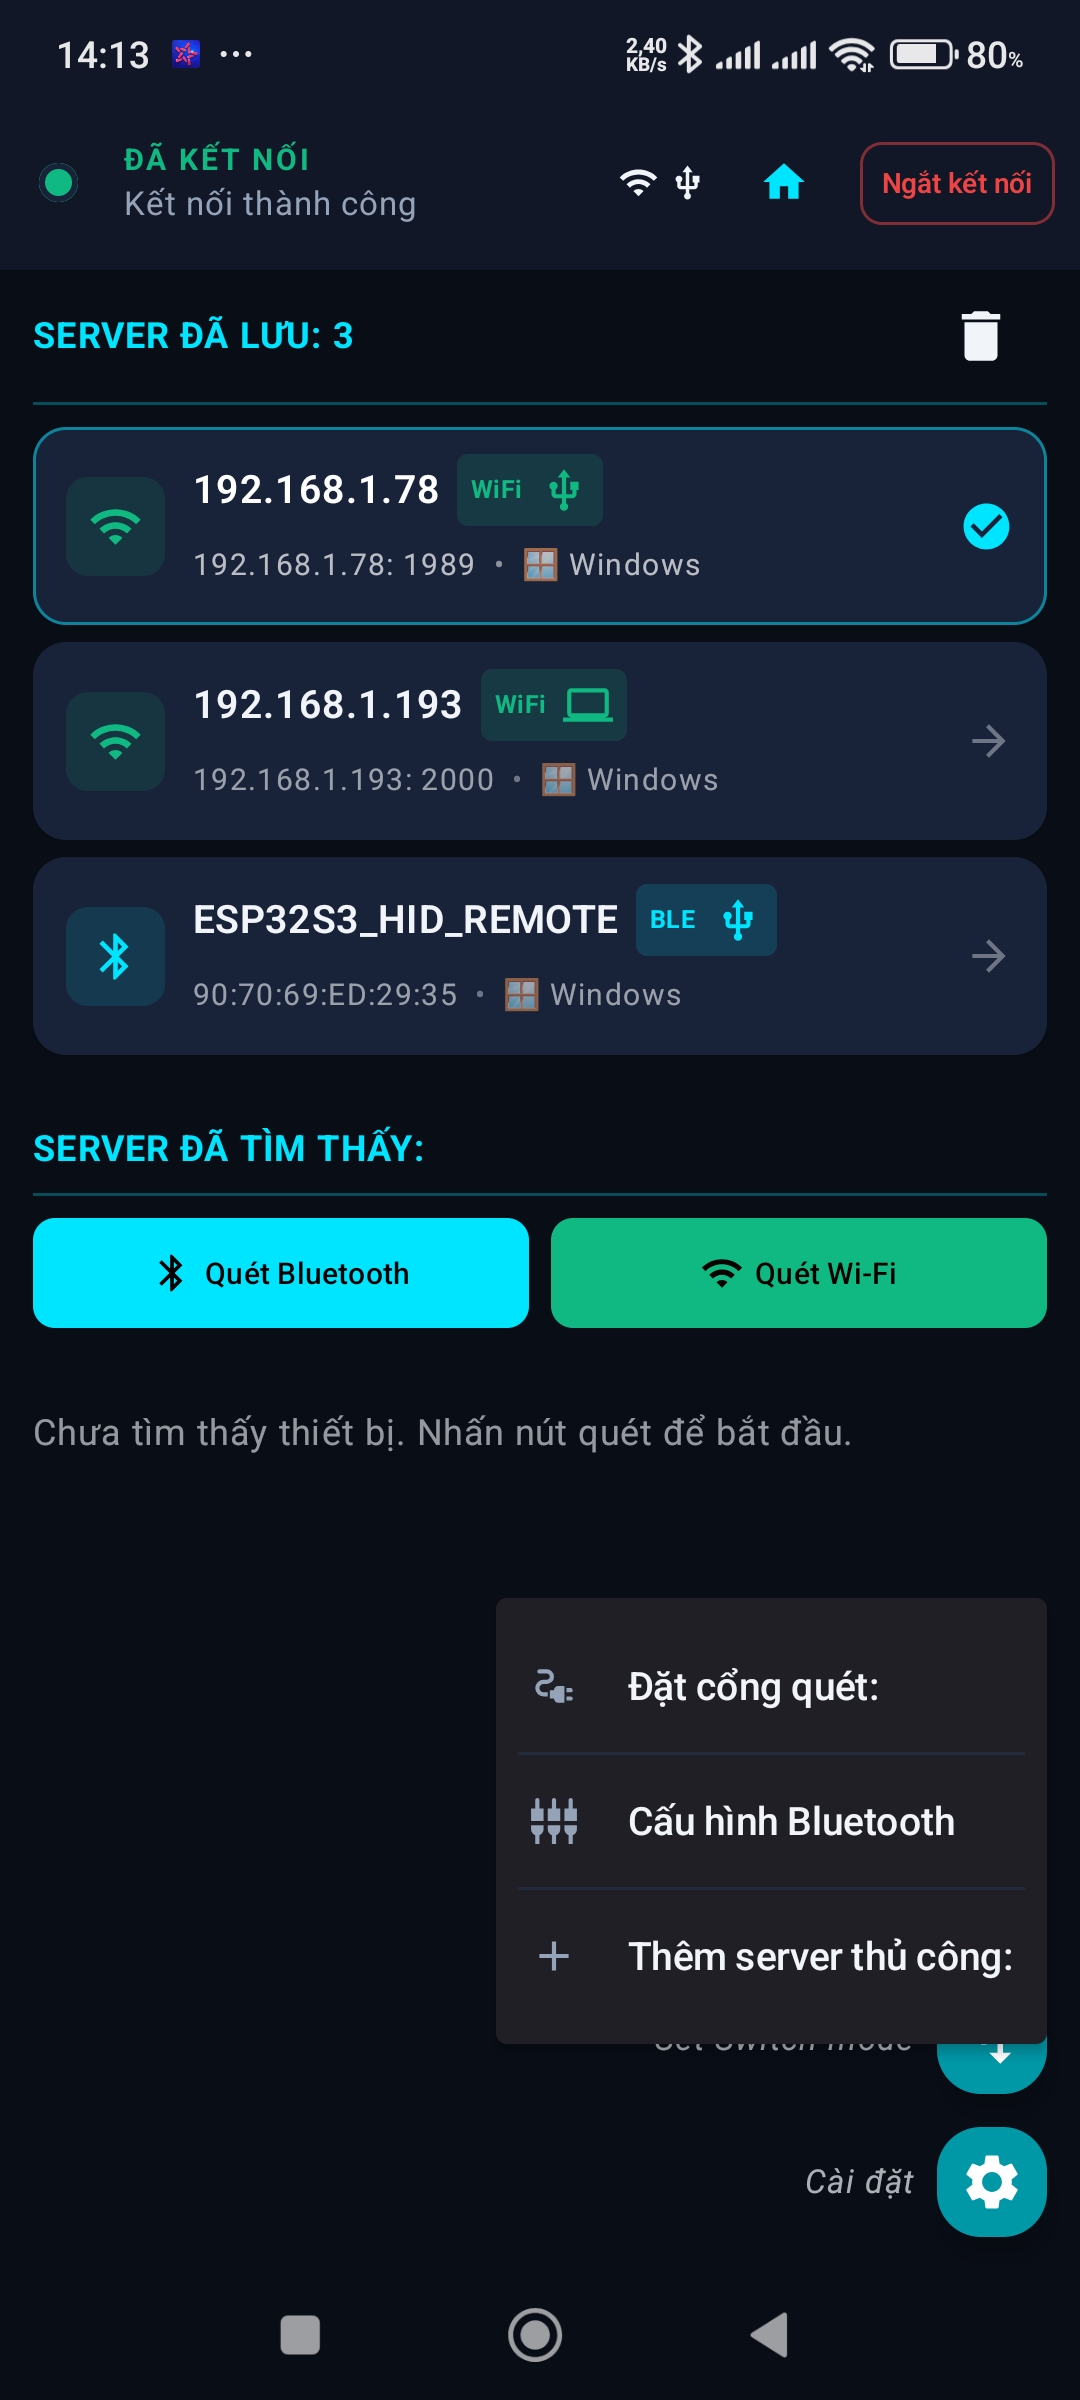 14:13
2,40
KB/s
80%
ĐÃ KẾT NỐI
Kết nối thành công
Ngắt kết nối
SERVER ĐÃ LƯU: 3
192.168.1.78 WiFi
192.168.1.78: 1989 • Windows
192.168.1.193 WiFi
192.168.1.193: 2000 • Windows
ESP32S3_HID_REMOTE BLE
90:70:69:ED:29:35 • Windows
SERVER ĐÃ TÌM THẤY:
Quét Bluetooth
Quét Wi-Fi
Chưa tìm thấy thiết bị. Nhấn nút quét để bắt đầu.
Đặt cổng quét:
Cấu hình Bluetooth
Thêm server thủ công:
Set Switch mode
Cài đặt